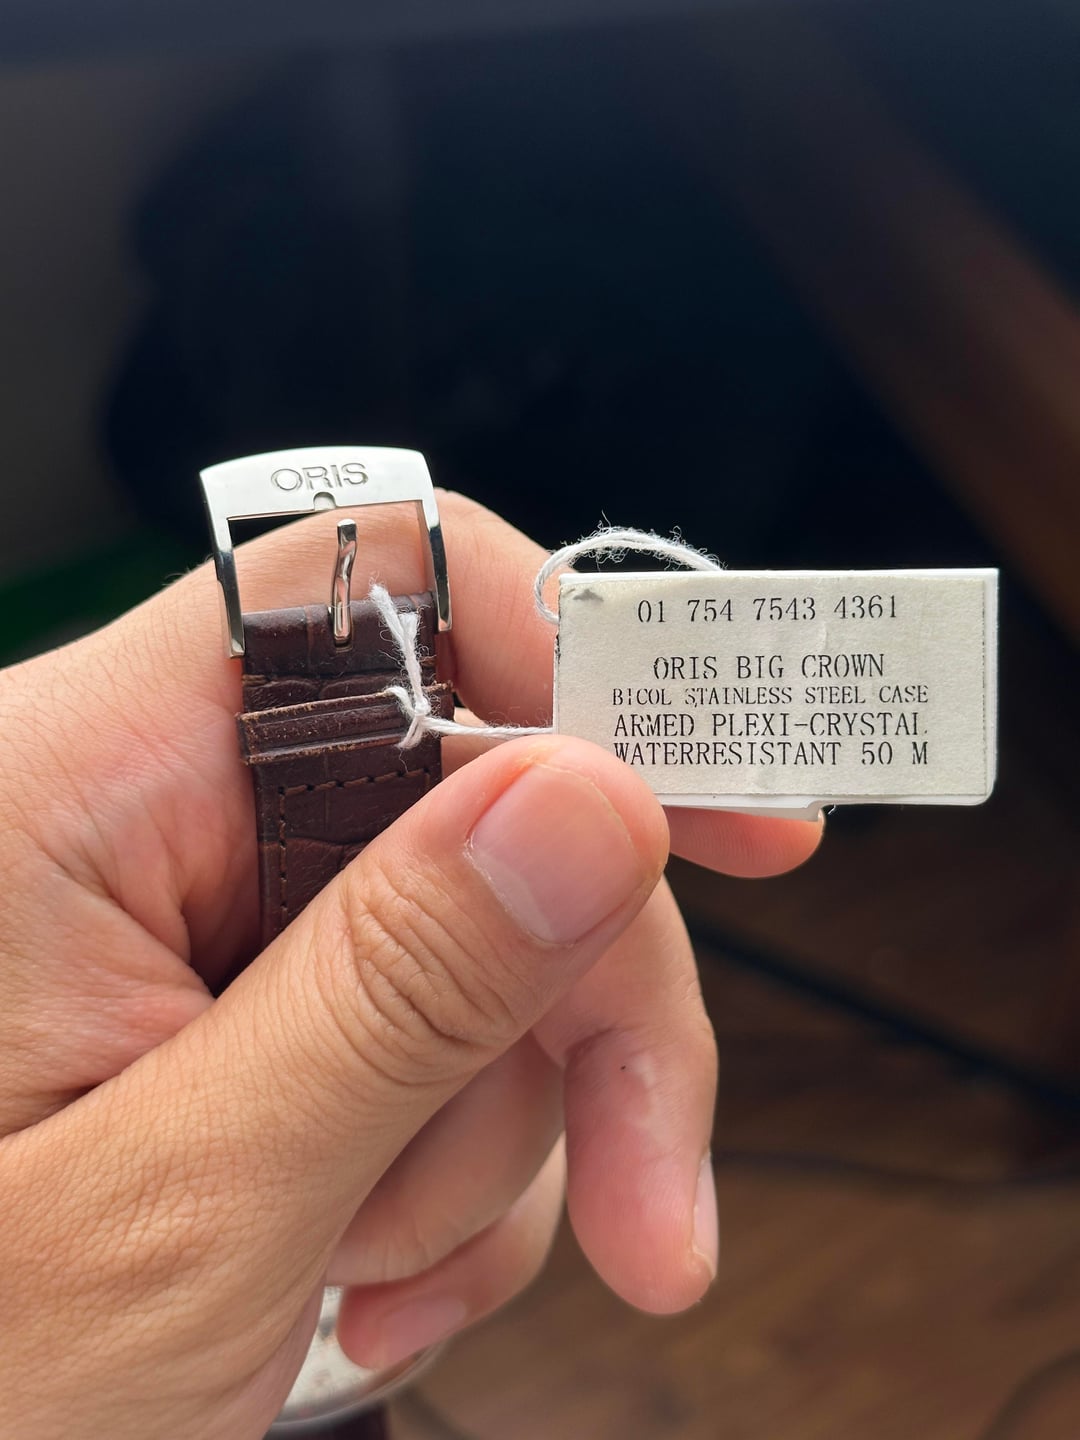 ORIS
01 754 7543 4361
ORIS BIG CROWN
BICOL STAINLESS STEEL CASE
ARMED PLEXI-CRYSTAL
WATERRESISTANT 50 M